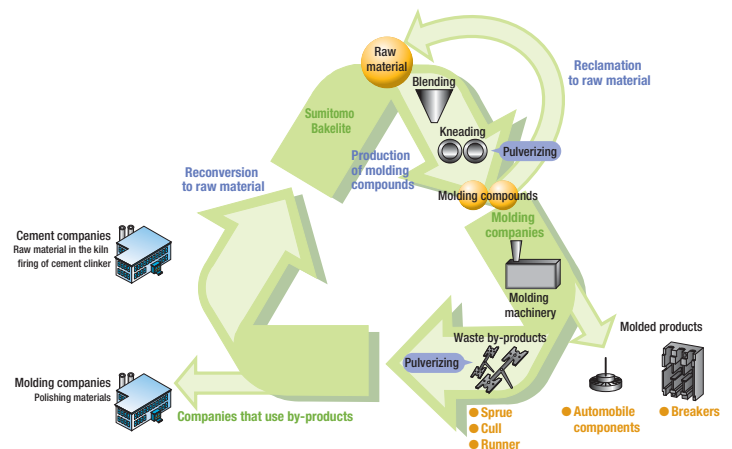 Raw
material
Blending
Reclamation
to raw material
Sumitomo
Bakelite
Kneading
Pulverizing
Production
of molding
compounds
Reconversion
to raw material
Molding compounds
Molding
companies
Cement companies
Raw material in the kiln
firing of cement clinker
Molding
machinery
Molded products
Waste by-products
Pulverizing
Molding companies
Polishing materials
Companies that use by-products
● Sprue
● Cull
● Runner
● Automobile
components
● Breakers